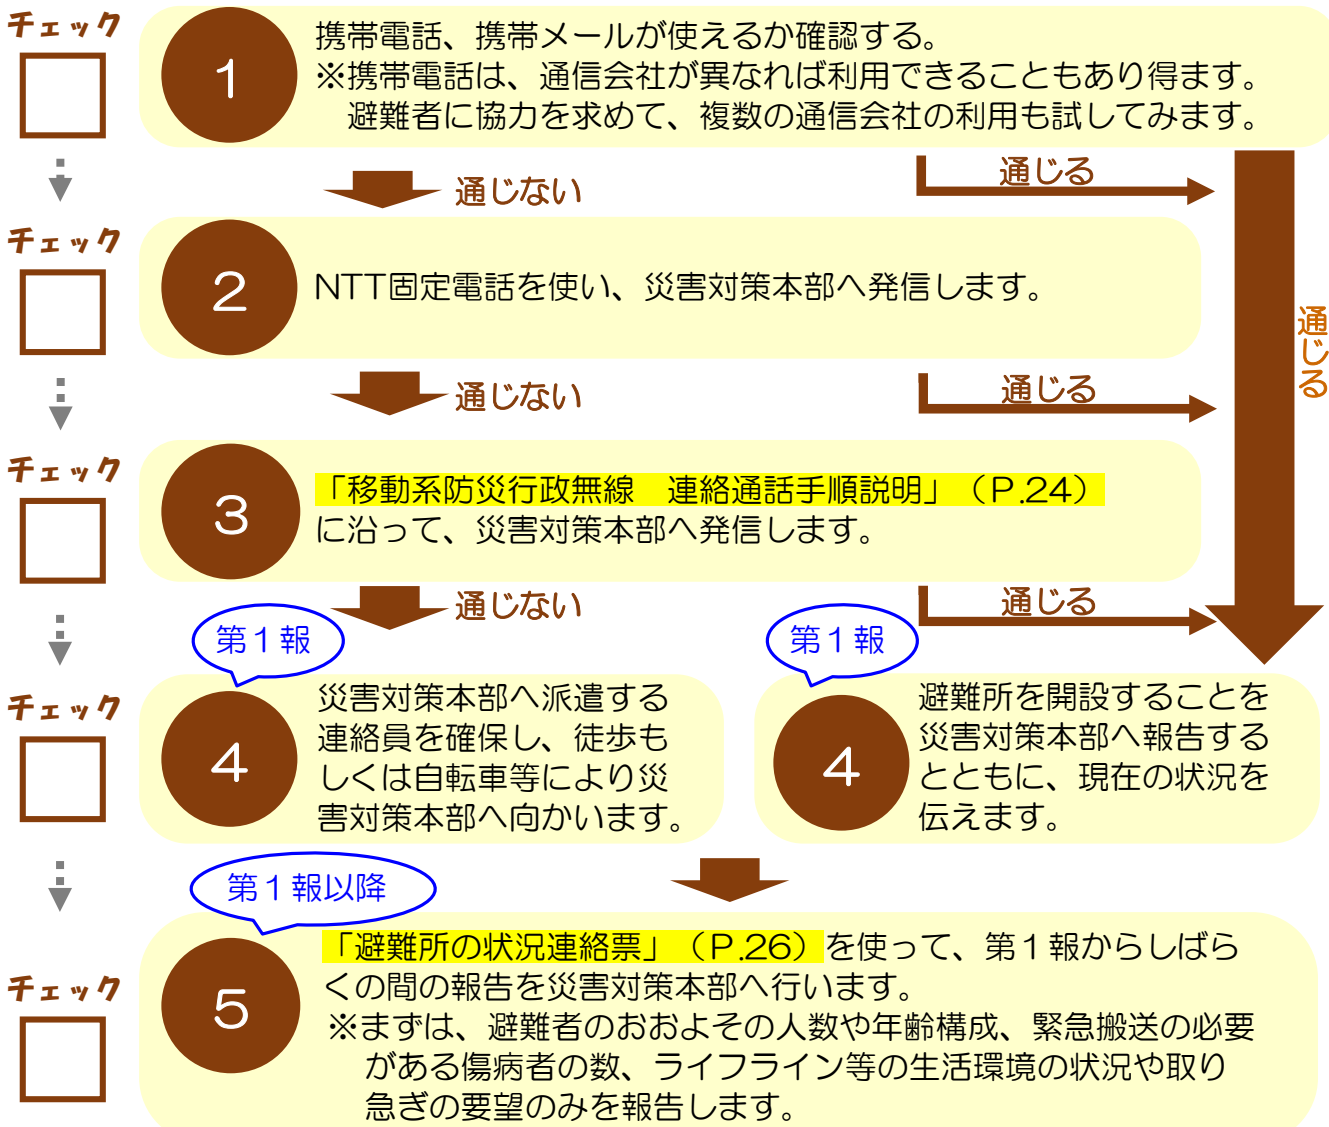 チェック
1
携帯電話、携帯メールが使えるか確認する。
※携帯電話は、通信会社が異なれば利用できることもあり得ます。
避難者に協力を求めて、複数の通信会社の利用も試してみます。
通じない
通じる
チェック
2
NTT固定電話を使い、災害対策本部へ発信します。
通じる
通じない
通じる
チェック
3
「移動系防災行政無線　連絡通話手順説明」（P.24）
に沿って、災害対策本部へ発信します。
通じない
通じる
第1報
第1報
チェック
4
災害対策本部へ派遣する
連絡員を確保し、徒歩も
しくは自転車等により災
害対策本部へ向かいます。
4
避難所を開設することを
災害対策本部へ報告する
とともに、現在の状況を
伝えます。
第1報以降
チェック
5
「避難所の状況連絡票」（P.26）を使って、第1報からしばら
くの間の報告を災害対策本部へ行います。
※まずは、避難者のおおよその人数や年齢構成、緊急搬送の必要
がある傷病者の数、ライフライン等の生活環境の状況や取り
急ぎの要望のみを報告します。